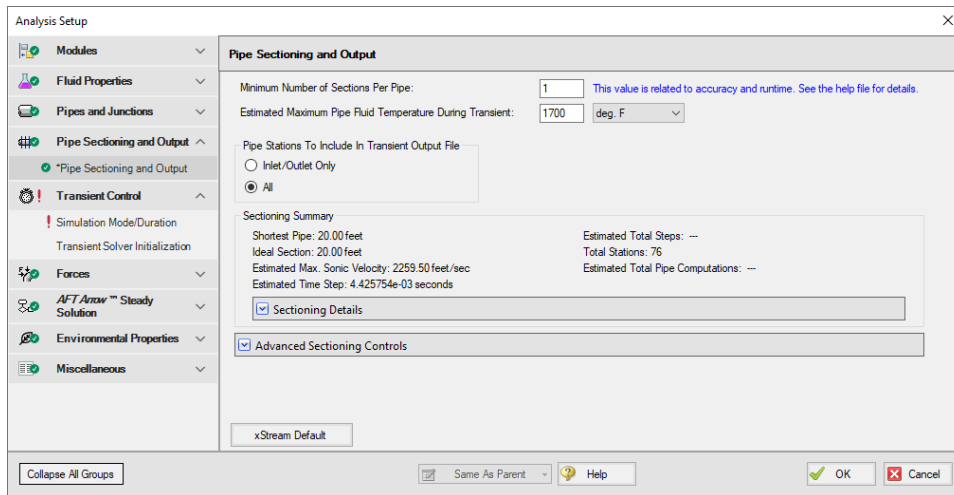 Analysis Setup
Modules
Fluid Properties
Pipes and Junctions
Pipe Sectioning and Output
*Pipe Sectioning and Output
Transient Control
Simulation Mode/Duration
Transient Solver Initialization
Forces
AFT Arrow ™ Steady
Solution
Environmental Properties
Miscellaneous
Collapse All Groups
Pipe Sectioning and Output
Minimum Number of Sections Per Pipe: 1 This value is related to accuracy and runtime. See the help file for details.
Estimated Maximum Pipe Fluid Temperature During Transient: 1700 deg. F
Pipe Stations To Include In Transient Output File
Inlet/Outlet Only
All
Sectioning Summary
Shortest Pipe: 20.00 feet
Ideal Section: 20.00 feet
Estimated Max. Sonic Velocity: 2259.50 feet/sec
Estimated Time Step: 4.425754e-03 seconds
Estimated Total Steps: ---
Total Stations: 76
Estimated Total Pipe Computations: ---
Sectioning Details
Advanced Sectioning Controls
xStream Default
Same As Parent
Help
OK
Cancel